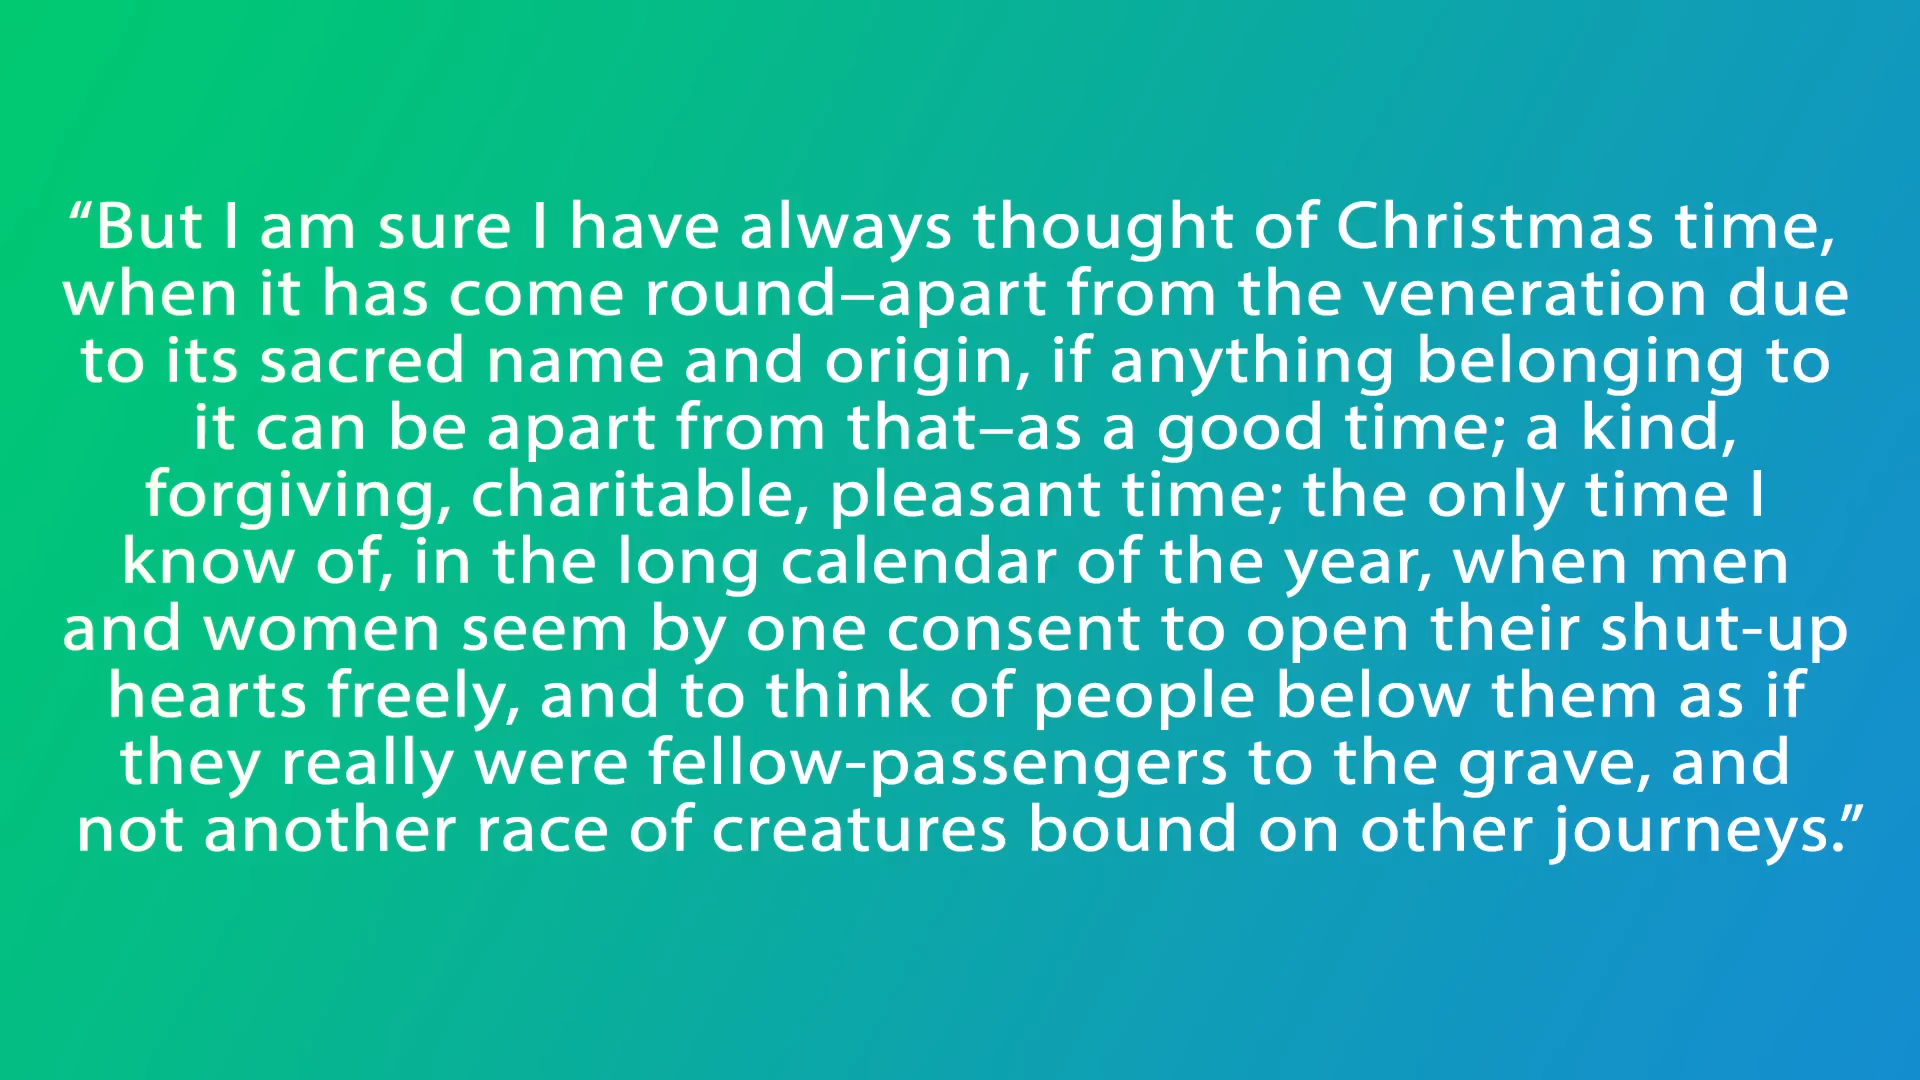 “But I am sure I have always thought of Christmas time,
when it has come round–apart from the veneration due
to its sacred name and origin, if anything belonging to
it can be apart from that–as a good time; a kind,
forgiving, charitable, pleasant time; the only time I
know of, in the long calendar of the year, when men
and women seem by one consent to open their shut-up
hearts freely, and to think of people below them as if
they really were fellow-passengers to the grave, and
not another race of creatures bound on other journeys.”